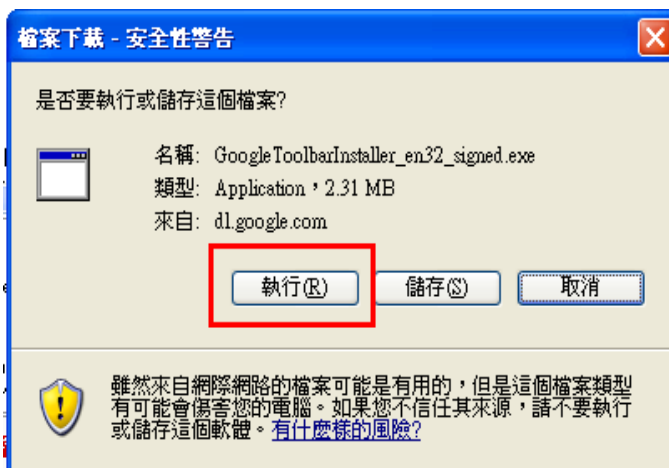 檔案下載 - 安全性警告
是否要執行或儲存這個檔案?
名稱: GoogleToolbarInstaller_en32_signed.exe
類型: Application,2.31 MB
來自: dl.google.com
執行(R) 儲存(S) 取消
雖然來自網際網路的檔案可能是有用的,但是這個檔案類型
有可能會傷害您的電腦。如果您不信任其來源,請不要執行
或儲存這個軟體。有什麼樣的風險?